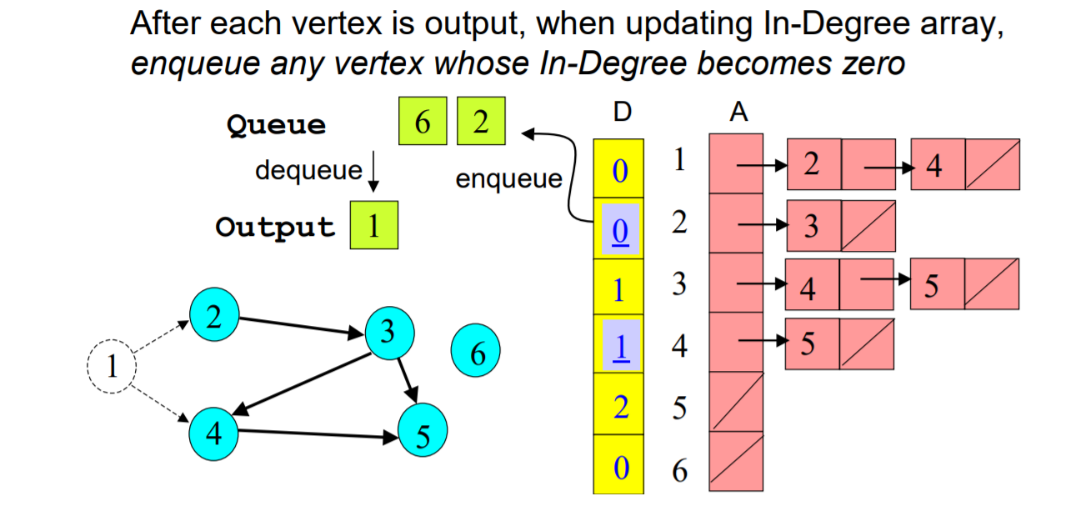 After each vertex is output, when updating In-Degree array,
enqueue any vertex whose In-Degree becomes zero
Queue 6 2
dequeue
enqueue
Output 1
D A
0 1 2 4
0 2 3
1 3 4 5
1 4 5
2 5
0 6
2
3
1
6
4
5